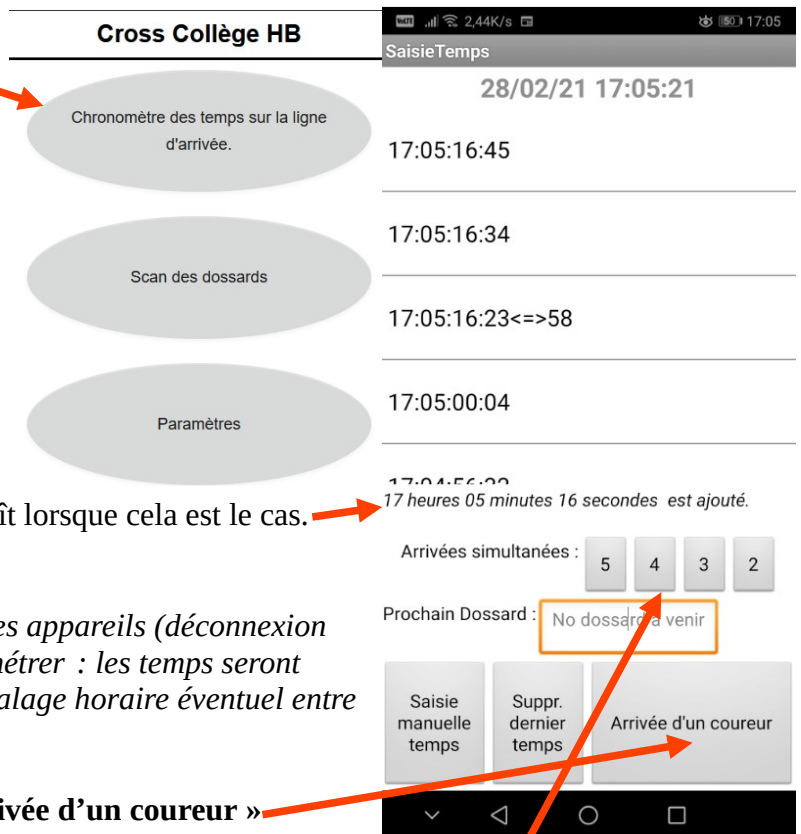 Cross Collège HB
Chronomètre des temps sur la ligne
d'arrivée.
Scan des dossards
Paramètres
ît lorsque cela est le cas.
es appareils (déconnexion
nétrer : les temps seront
alage horaire éventuel entre
ivée d’un coureur »
2,44K/s
50 17:05
SaisieTemps
28/02/21 17:05:21
17:05:16:45
17:05:16:34
17:05:16:23<=>58
17:05:00:04
17 heures 05 minutes 16 secondes est ajouté.
Arrivées simultanées : 5 4 3 2
Prochain Dossard : No dossard à venir
Saisie
manuelle
temps
Suppr.
dernier
temps
Arrivée d'un coureur